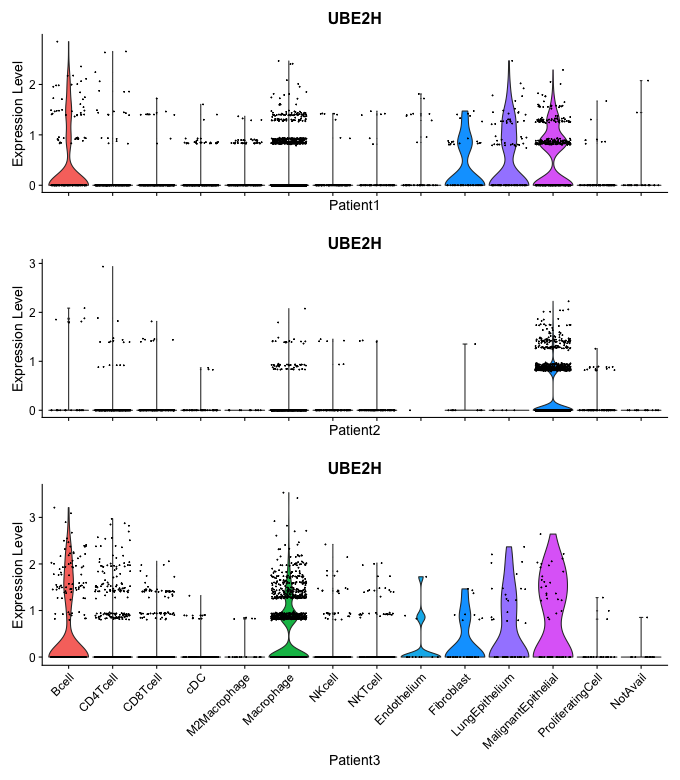 UBE2H
Expression Level
2
1
0
Patient1
UBE2H
Expression Level
3
2
1
0
Patient2
UBE2H
Expression Level
3
2
1
0
Bcell
CD4Tcell
CD8Tcell
cDC
M2Macrophage
Macrophage
NKcell
NKTcell
Endothelium
Fibroblast
LungEpithelium
MalignantEpithelial
ProliferatingCell
NotAvail
Patient3